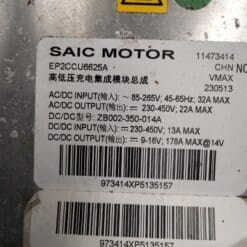 SAIC MOTOR 11473414
EP2CCU6625A CHN NO
高低压充电集成模块总成 VMAX
230513
AC/DC INPUT(输入): ~ 85-265V, 45-65Hz, 32A MAX
AC/DC OUTPUT(输出): ⎓ 230-450V, 22A MAX
DC/DC型号: ZB002-350-014A
DC/DC INPUT(输入): ⎓ 230-450V, 13A MAX
DC/DC OUTPUT(输出): ⎓ 9-16V, 178A MAX@14V
973414XP5135157
973414XP5135157